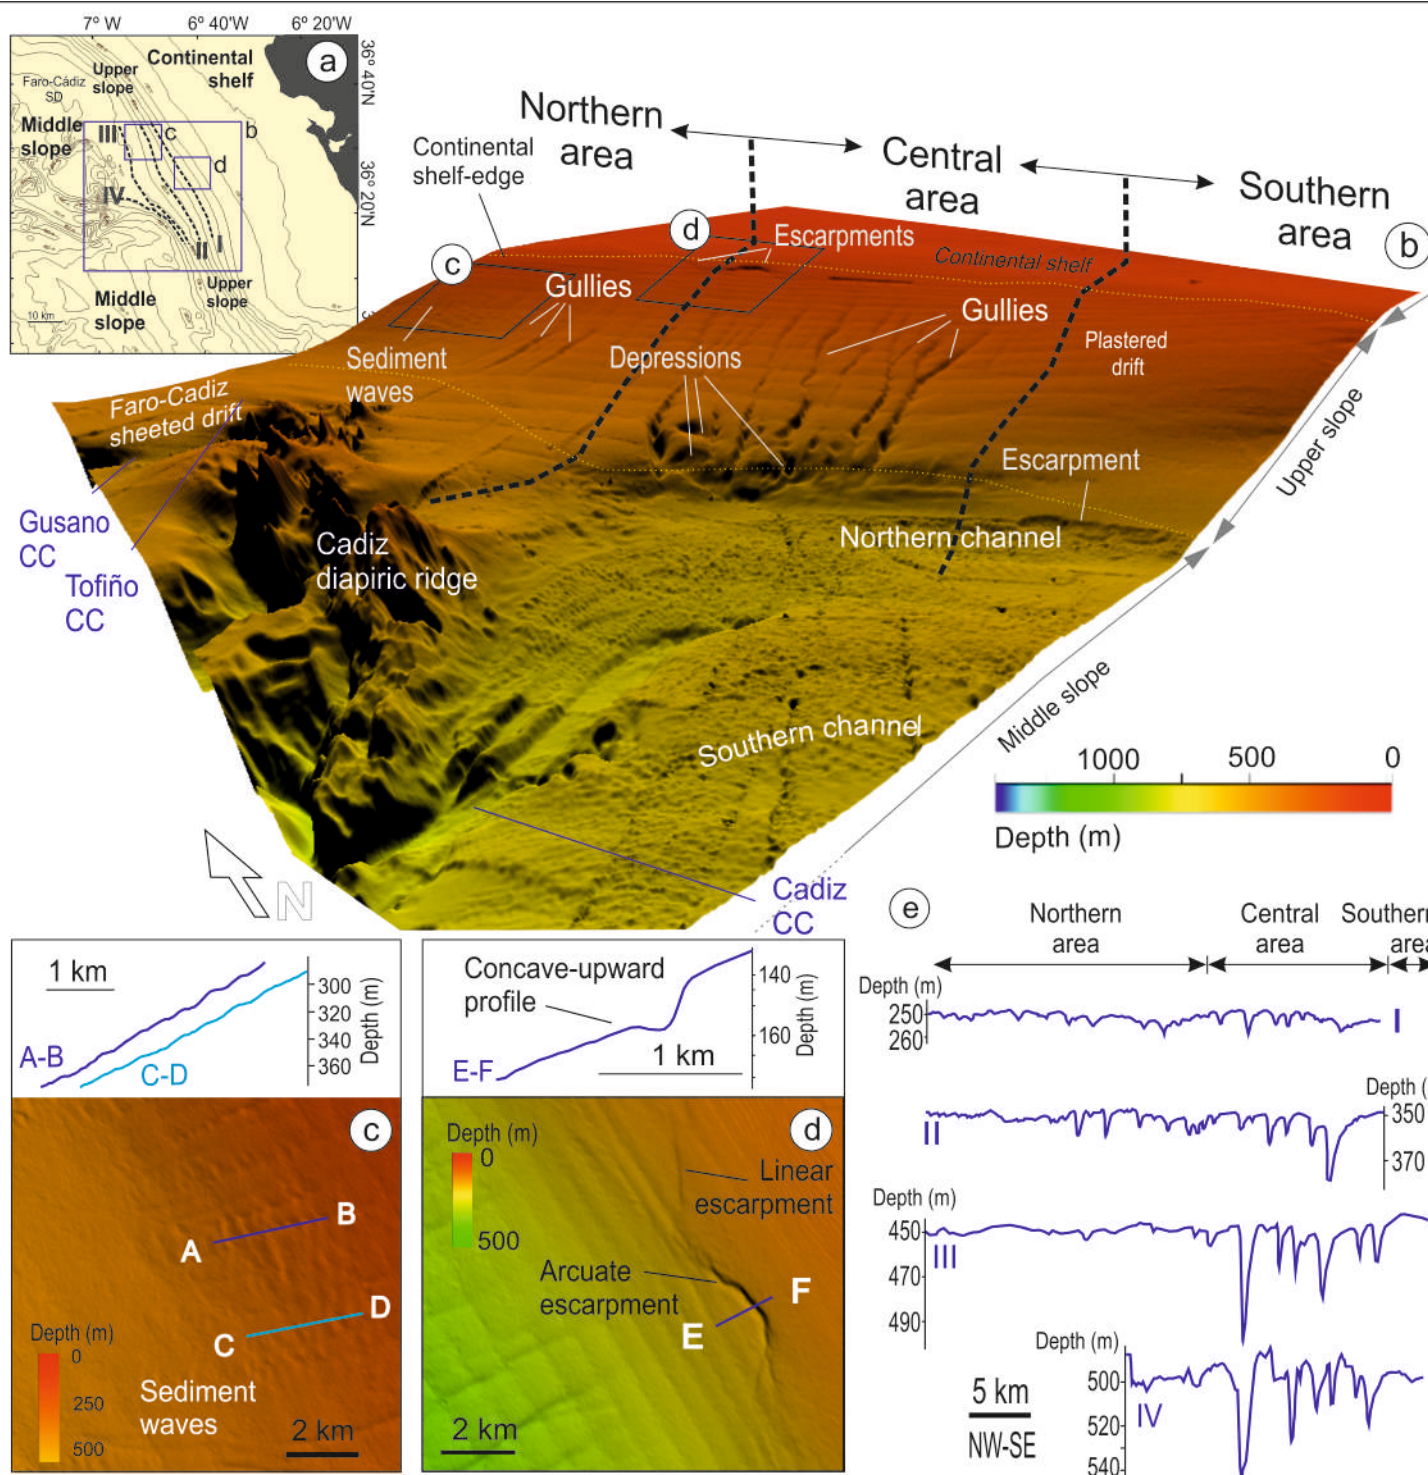 7° W
6° 40'W
6° 20'W
36° 40'N
36° 20'N
a
Continental
shelf
Upper
slope
Faro-Cádiz
SD
Middle
slope
III
c
b
d
IV
II
I
Upper
slope
Middle
slope
10 km
Northern
area
Central
area
Southern
area
b
Continental
shelf-edge
c
d
Escarpments
Continental shelf
Gullies
Gullies
Sediment
waves
Depressions
Plastered
drift
Faro-Cadiz
sheeted drift
Escarpment
Upper slope
Gusano
CC
Tofiño
CC
Cadiz
diapiric ridge
Northern channel
Southern channel
Middle slope
1000
500
0
Depth (m)
N
Cadiz
CC
1 km
A-B
C-D
300
320
340
360
Depth (m)
c
A
B
C
D
Depth (m)
0
250
500
Sediment
waves
2 km
Concave-upward
profile
E-F
1 km
140
160
Depth (m)
d
Depth (m)
0
500
Linear
escarpment
Arcuate
escarpment
E
F
2 km
e
Northern
area
Central
area
Southern
area
Depth (m)
250
260
I
Depth (m)
350
370
II
Depth (m)
450
470
490
III
Depth (m)
500
520
540
IV
5 km
NW-SE